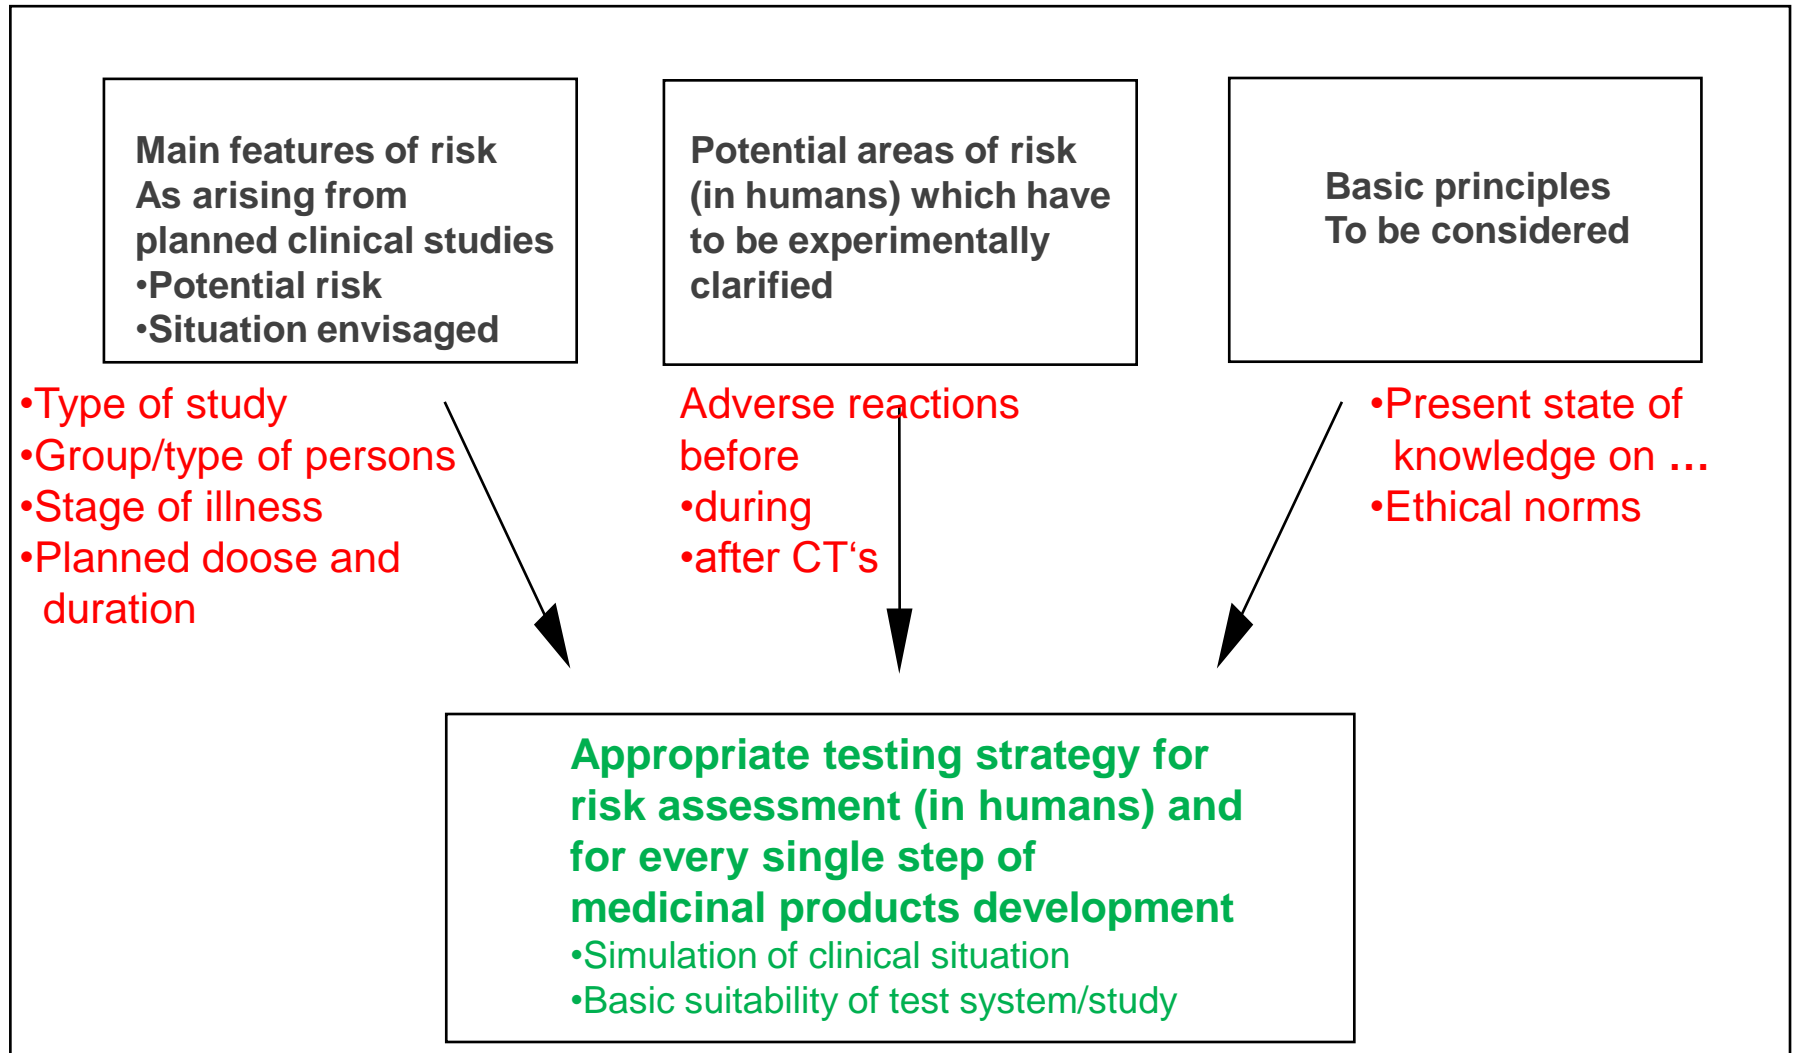 Main features of risk
As arising from
planned clinical studies
•Potential risk
•Situation envisaged
Potential areas of risk
(in humans) which have
to be experimentally
clarified
Basic principles
To be considered
•Type of study
•Group/type of persons
•Stage of illness
•Planned doose and
duration
Adverse reactions
before
•during
•after CT‘s
•Present state of
knowledge on …
•Ethical norms
Appropriate testing strategy for
risk assessment (in humans) and
for every single step of
medicinal products development
•Simulation of clinical situation
•Basic suitability of test system/study